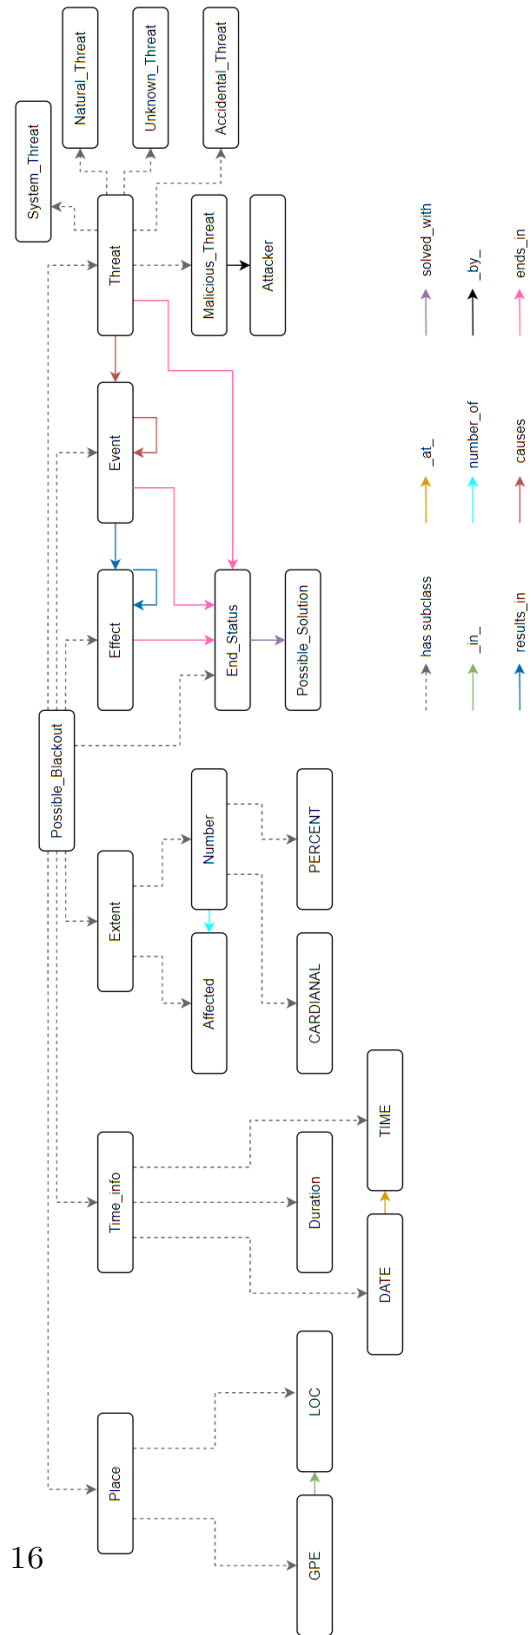 Possible_Blackout
Place
Time_info
Extent
Effect
Event
Threat
System_Threat
Natural_Threat
Unknown_Threat
Accidental_Threat
Malicious_Threat
Attacker
End_Status
Possible_Solution
Affected
Number
CARDIANAL
PERCENT
Duration
DATE
TIME
GPE
LOC
has subclass
_at_
solved_with
_in_
number_of
_by_
results_in
causes
ends_in
16